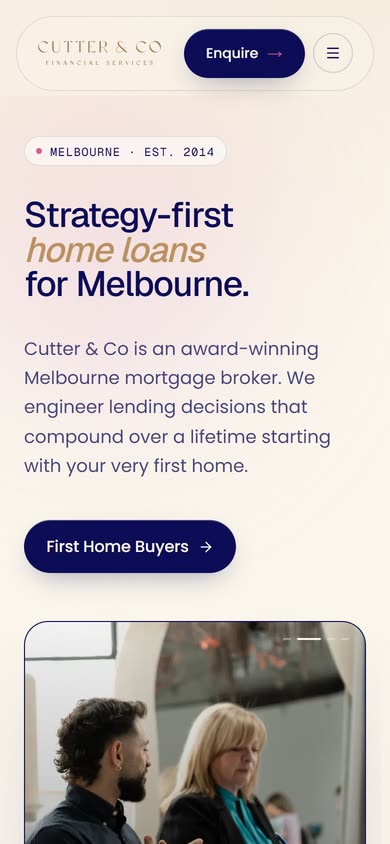 CUTTER & CO
FINANCIAL SERVICES
Enquire →
MELBOURNE · EST. 2014
Strategy-first
home loans
for Melbourne.
Cutter & Co is an award-winning
Melbourne mortgage broker. We
engineer lending decisions that
compound over a lifetime starting
with your very first home.
First Home Buyers →